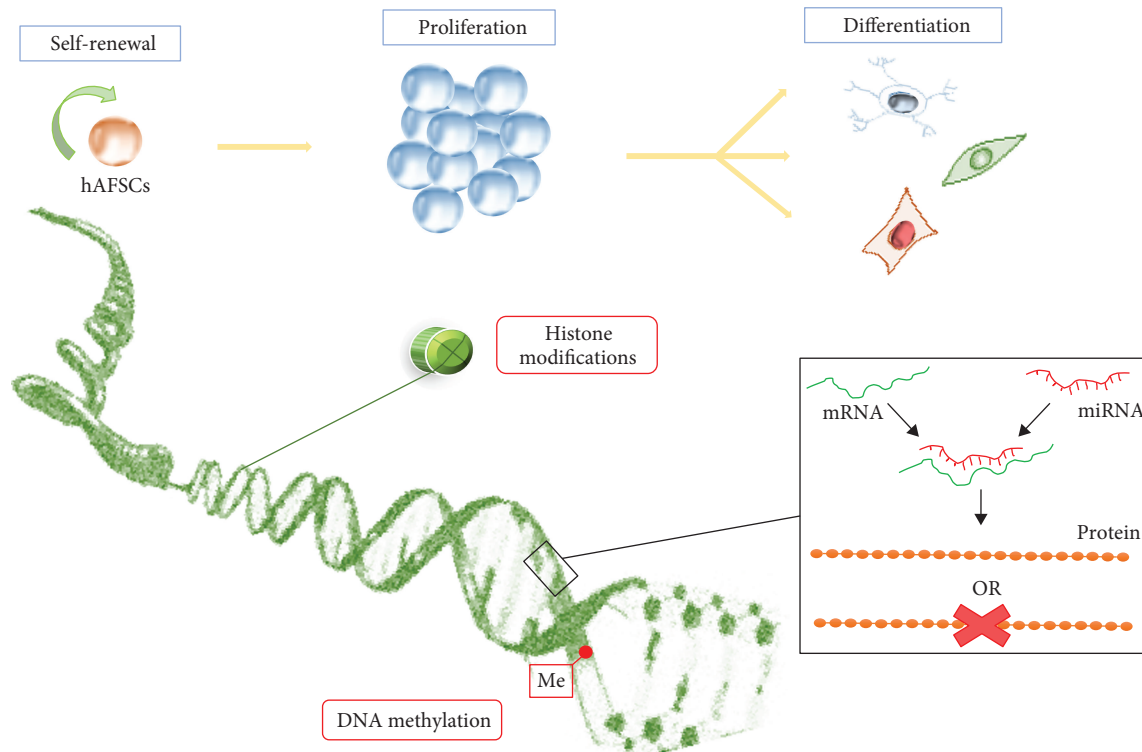 Self-renewal
Proliferation
Differentiation
hAFSCs
Histone
modifications
mRNA
miRNA
Protein
OR
Me
DNA methylation